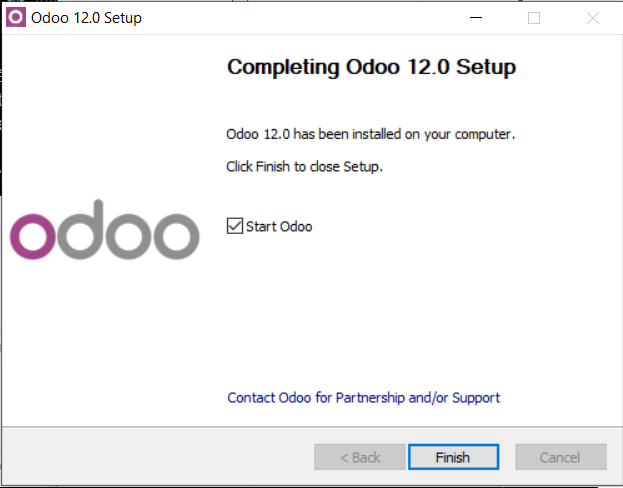 Odoo 12.0 Setup
Completing Odoo 12.0 Setup
Odoo 12.0 has been installed on your computer.
Click Finish to close Setup.
odoo
Start Odoo
Contact Odoo for Partnership and/or Support
< Back
Finish
Cancel